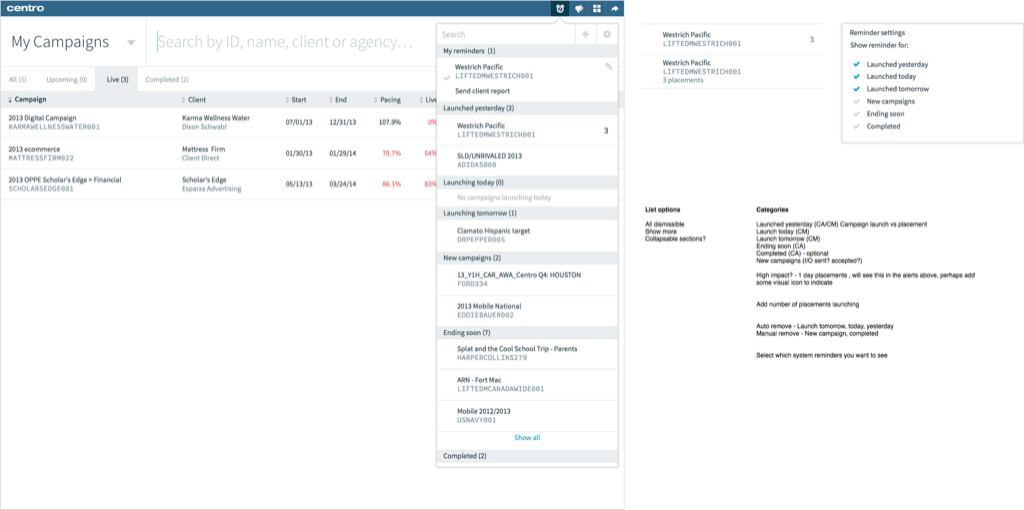 centro
My Campaigns
Search by ID, name, client or agency...
All (5) Upcoming (0) Live (3) Completed (2)
Campaign Client Start End Pacing Live
2013 Digital Campaign Karma Wellness Water 07/01/13 12/31/13 107.9% 0%
KARMAWELLNESSWATER001 Dixon Schwabl
2013 ecommerce Mattress Firm 01/30/13 01/29/14 79.7% 54%
MATTRESSFIRM022 Client Direct
2013 OPPE Scholar's Edge > Financial Scholar's Edge 05/13/13 03/24/14 86.1% 83%
SCHOLARSEDGE001 Esparza Advertising
Search
My reminders (1)
Westrich Pacific
LIFTEDMWESTRICH001
Send client report
Launched yesterday (2)
Westrich Pacific 3
LIFTEDMWESTRICH001
SLD/UNRIVALED 2013
ADIDAS008
Launching today (0)
No campaigns launching today
Launching tomorrow (1)
Clamato Hispanic target
DRPEPPER005
New campaigns (2)
13_Y1H_CAR_AWA_Centro Q4: HOUSTON
FORD334
2013 Mobile National
EDDIEBAUER002
Ending soon (7)
Splat and the Cool School Trip - Parents
HARPERCOLLINS279
ARN - Fort Mac
LIFTEDMCANADAWIDE001
Mobile 2012/2013
USNAVY001
Show all
Completed (2)
Westrich Pacific 3
LIFTEDMWESTRICH001
Westrich Pacific
LIFTEDMWESTRICH001
3 placements
Reminder settings
Show reminder for:
Launched yesterday
Launched today
Launched tomorrow
New campaigns
Ending soon
Completed
List options
All dismissible
Show more
Collapsable sections?
Categories
Launched yesterday (CA/CM) Campaign launch vs placement
Launch today (CM)
Launch tomorrow (CM)
Ending soon (CA)
Completed (CA) - optional
New campaigns (I/O sent? accepted?)
High impact? - 1 day placements , will see this in the alerts above, perhaps add
some visual icon to indicate
Add number of placements launching
Auto remove - Launch tomorrow, today, yesterday
Manual remove - New campaign, completed
Select which system reminders you want to see